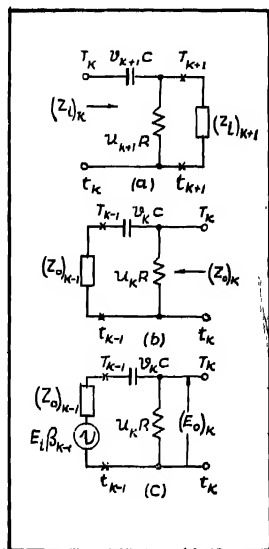 T_K v_{K+1} C T_{K+1}
(Z_l)_K u_{K+1} R (Z_l)_{K+1}
t_K (a) t_{K+1}
T_{K-1} v_K C T_K
(Z_o)_{K-1} u_K R (Z_o)_K
t_{K-1} (b) t_K
T_{K-1} v_K C T_K
(Z_o)_{K-1}
E_i β_{K-1} u_K R (E_o)_K
t_{K-1} (c) t_K